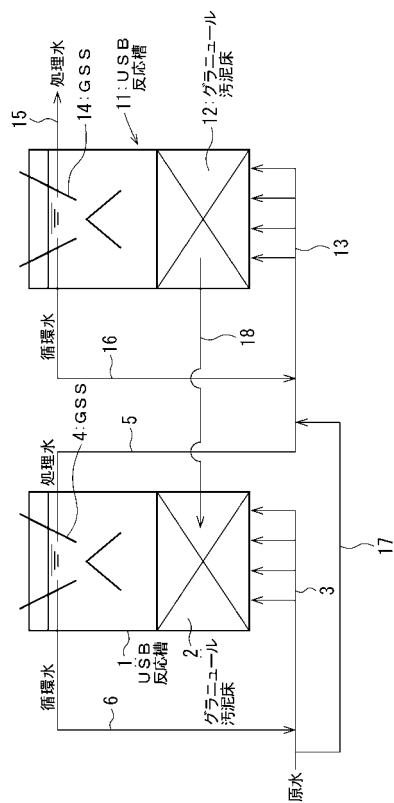 循環水
処理水
4:GSS
5
6
1
USB
反応槽
2
グラニュール
汚泥床
3
原水
17
循環水
16
18
15
処理水
14:GSS
11:USB
反応槽
12:グラニュール
汚泥床
13